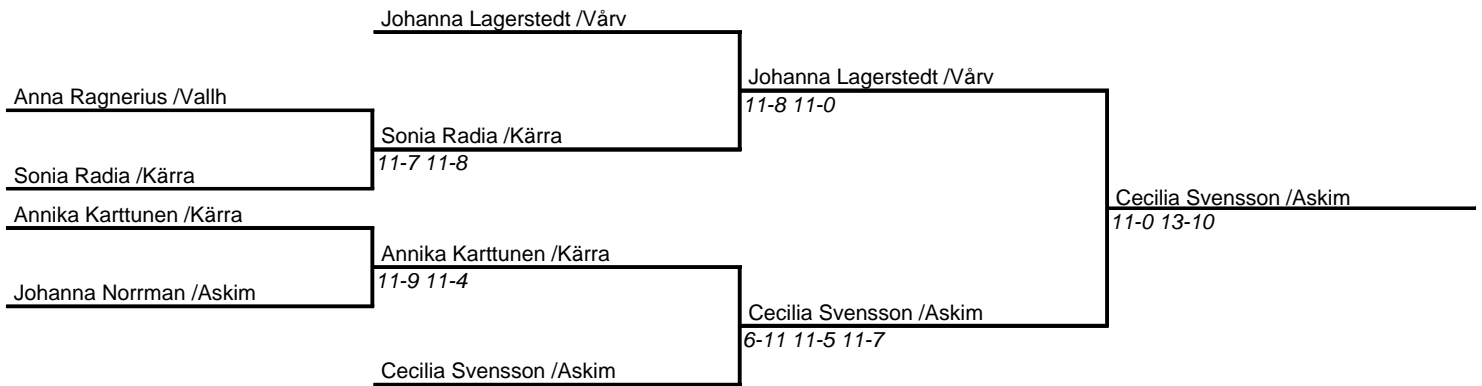 Johanna Lagerstedt /Vårv
Johanna Lagerstedt /Vårv
Anna Ragnerius /Vallh
11-8 11-0
Sonia Radia /Kärra
11-7 11-8
Sonia Radia /Kärra
Cecilia Svensson /Askim
Annika Karttunen /Kärra
11-0 13-10
Annika Karttunen /Kärra
11-9 11-4
Johanna Norrman /Askim
Cecilia Svensson /Askim
6-11 11-5 11-7
Cecilia Svensson /Askim